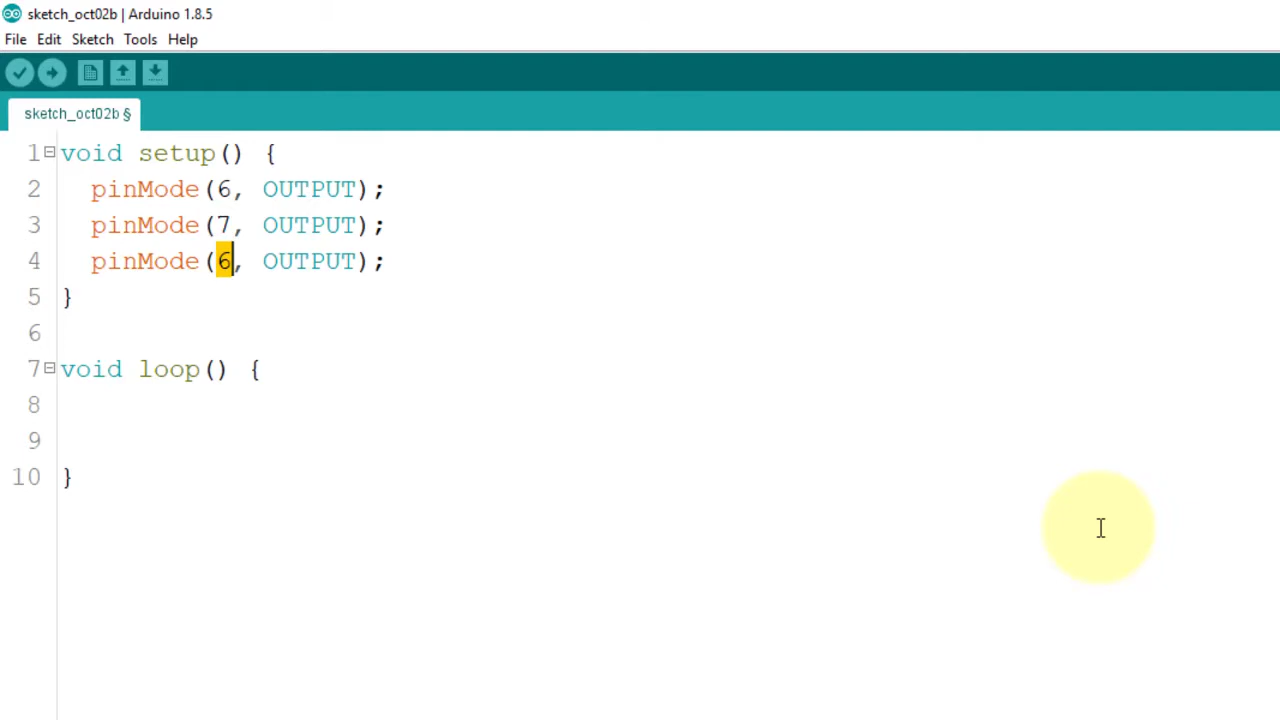 sketch_oct02b | Arduino 1.8.5
File Edit Sketch Tools Help
sketch_oct02b §
1 void setup() {
2 pinMode(6, OUTPUT);
3 pinMode(7, OUTPUT);
4 pinMode(6, OUTPUT);
5 }
6
7 void loop() {
8
9
10 }